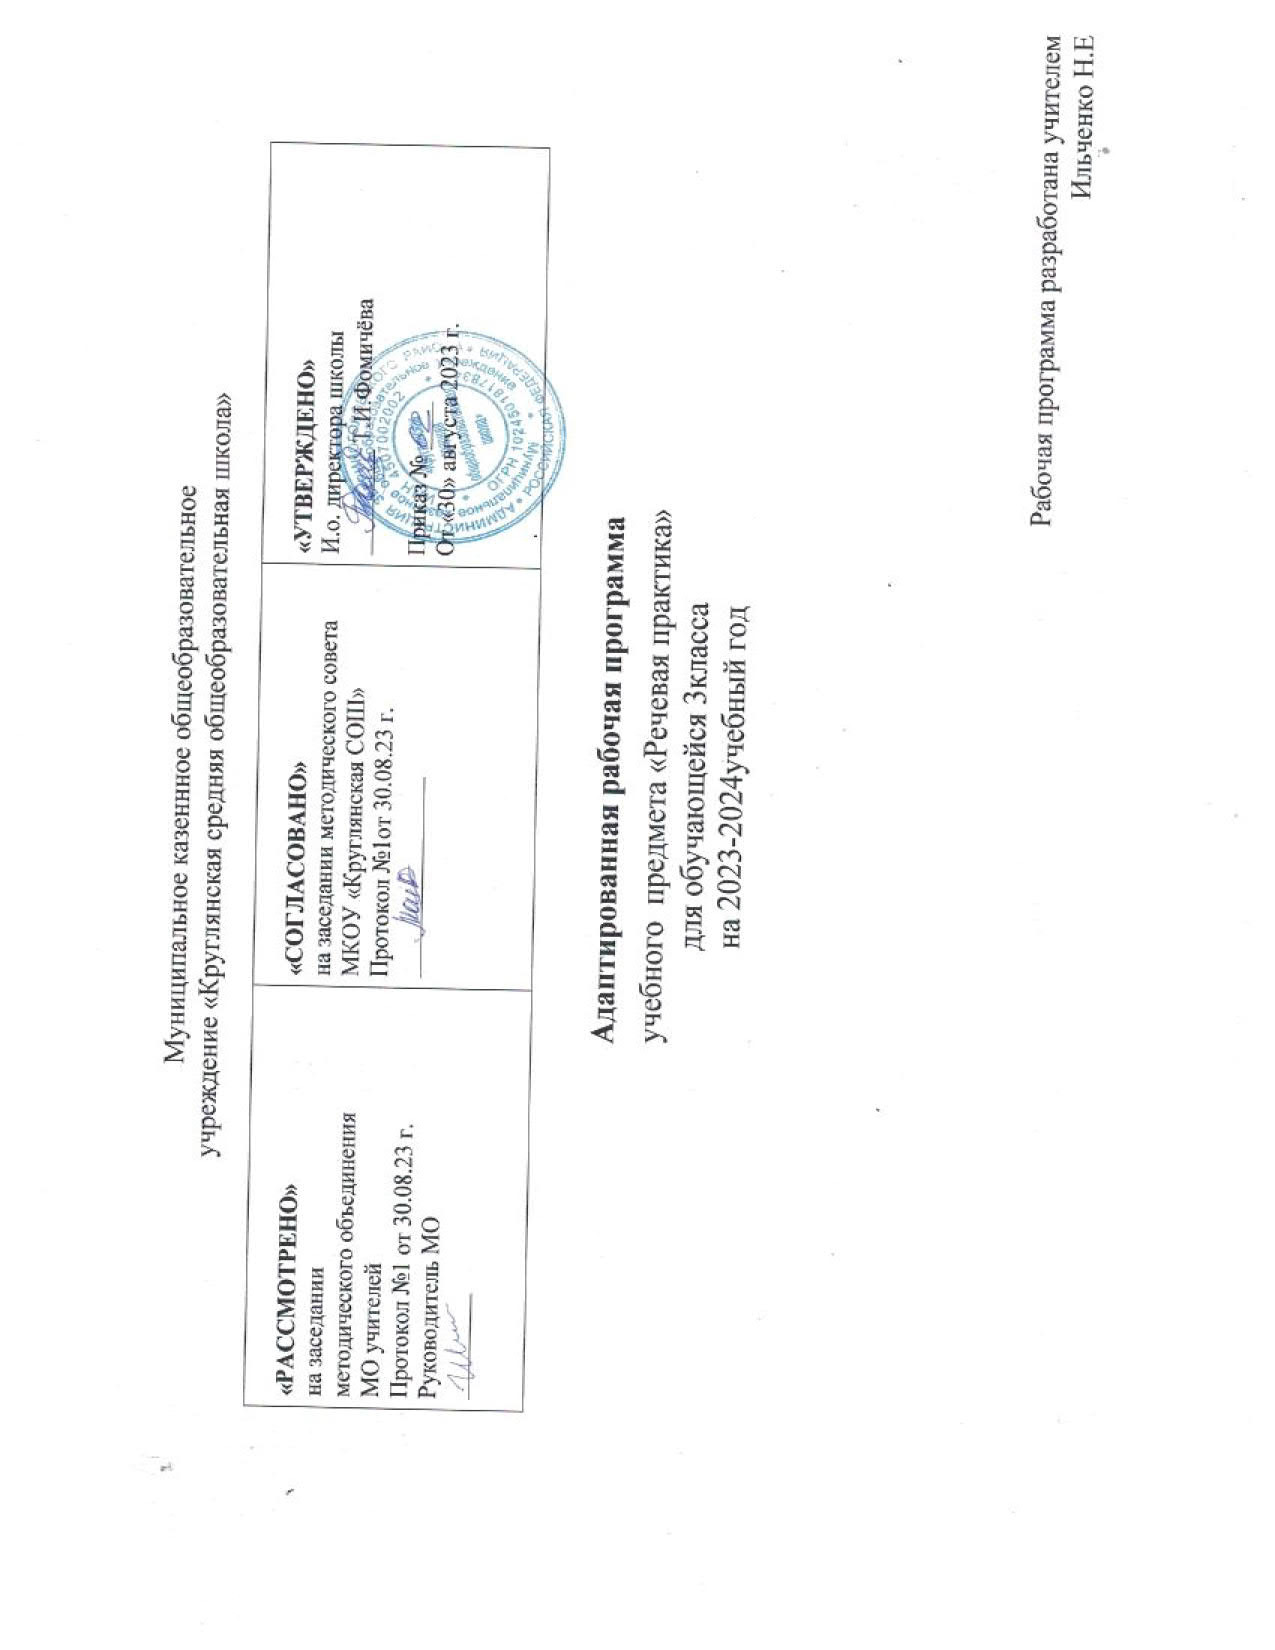 Муниципальное казеннное общеобразовательное
учреждение «Круглянская средняя общеобразовательная школа»
«РАССМОТРЕНО»
на заседании
методического объединения
МО учителей
Протокол №1 от 30.08.23 г.
Руководитель МО
«СОГЛАСОВАНО»
на заседании методического совета
МКОУ «Круглянская СОШ»
Протокол №1от 30.08.23 г.
«УТВЕРЖДЕНО»
И.о. директора школы
Т.И Фомичёва
Приказ №
От «30» августа 2023 г.
Адаптированная рабочая программа
учебного предмета «Речевая практика»
для обучающейся 3класса
на 2023-2024учебный год
Рабочая программа разработана учителем
Ильченко Н.Е